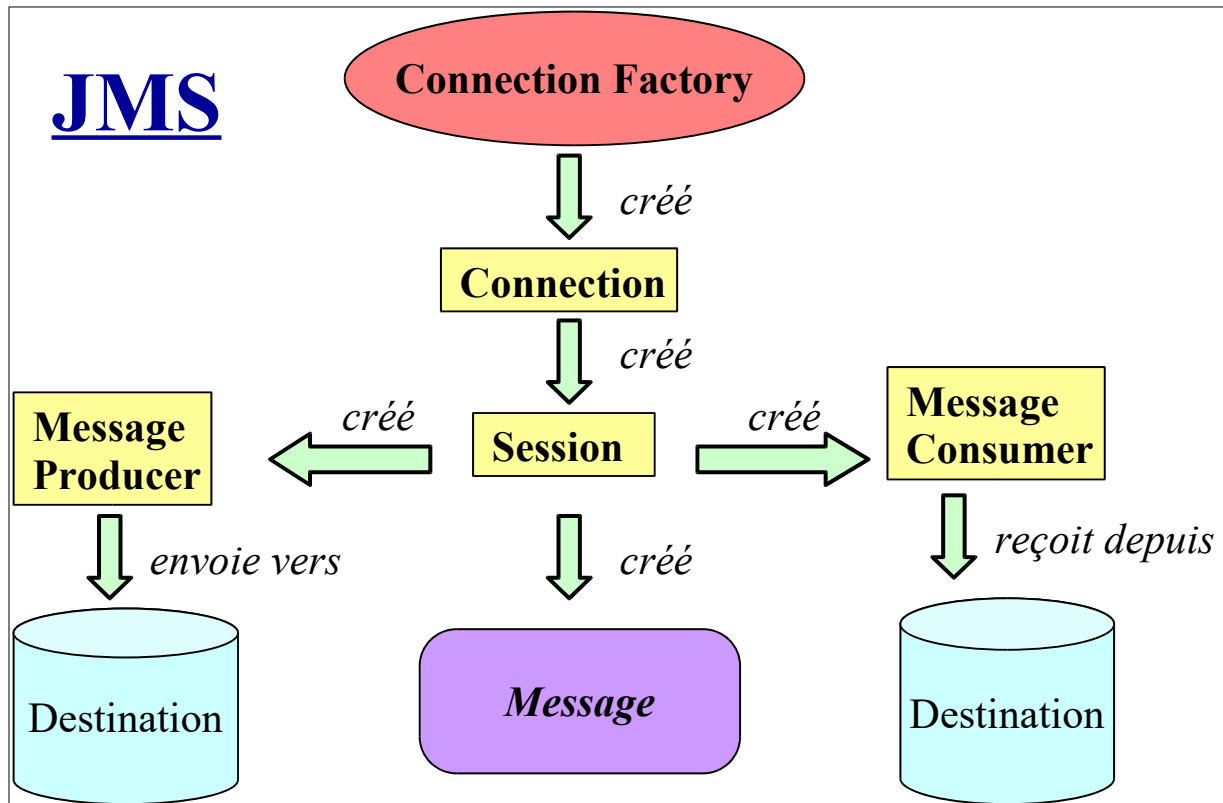 JMS
Connection Factory
créé
Connection
créé
créé
créé
Message
Producer
Session
Message
Consumer
envoie vers
créé
reçoit depuis
Destination
Message
Destination